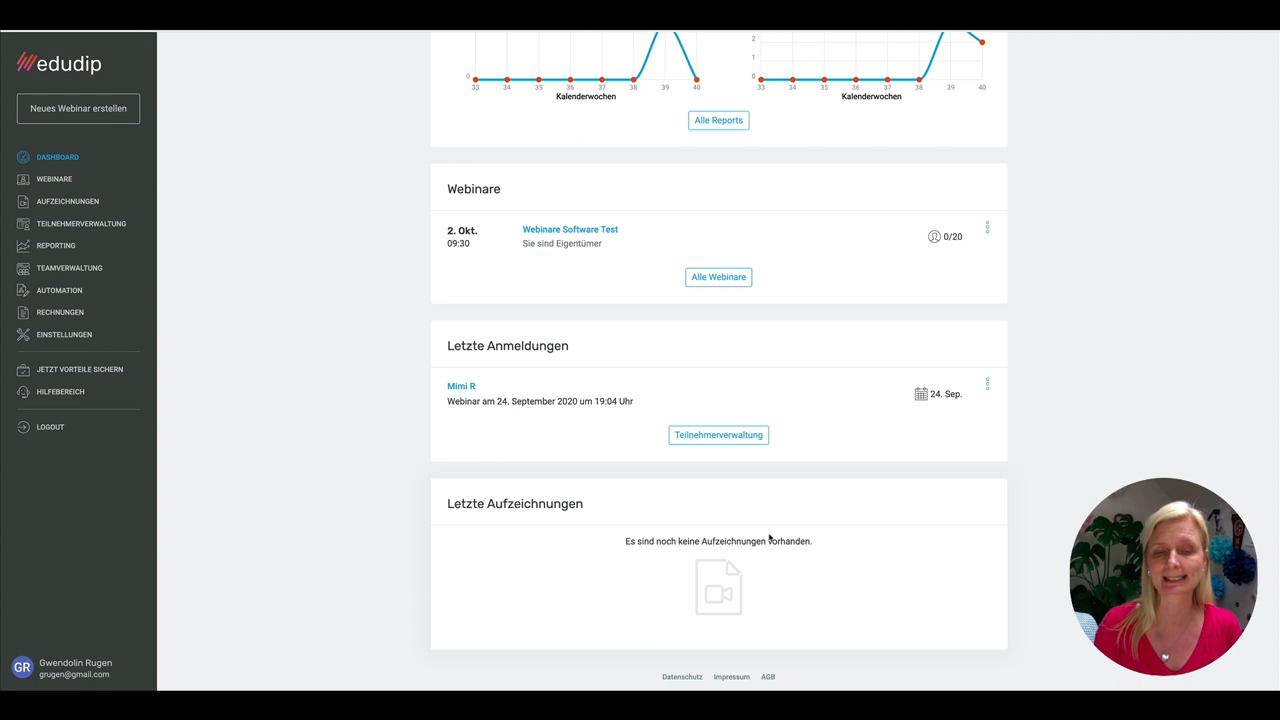 edudip
Neues Webinar erstellen
DASHBOARD
WEBINARE
AUFZEICHNUNGEN
TEILNEHMERVERWALTUNG
REPORTING
TEAMVERWALTUNG
AUTOMATION
RECHNUNGEN
EINSTELLUNGEN
JETZT VORTEILE SICHERN
HILFEBEREICH
LOGOUT
GR
Gwendolin Rugen
grugen@gmail.com
0
33 34 35 36 37 38 39 40
Kalenderwochen
2
1
0
33 34 35 36 37 38 39 40
Kalenderwochen
Alle Reports
Webinare
2. Okt.
09:30
Webinare Software Test
Sie sind Eigentümer
0/20
Alle Webinare
Letzte Anmeldungen
Mimi R
Webinar am 24. September 2020 um 19:04 Uhr
24. Sep.
Teilnehmerverwaltung
Letzte Aufzeichnungen
Es sind noch keine Aufzeichnungen vorhanden.
Datenschutz Impressum AGB